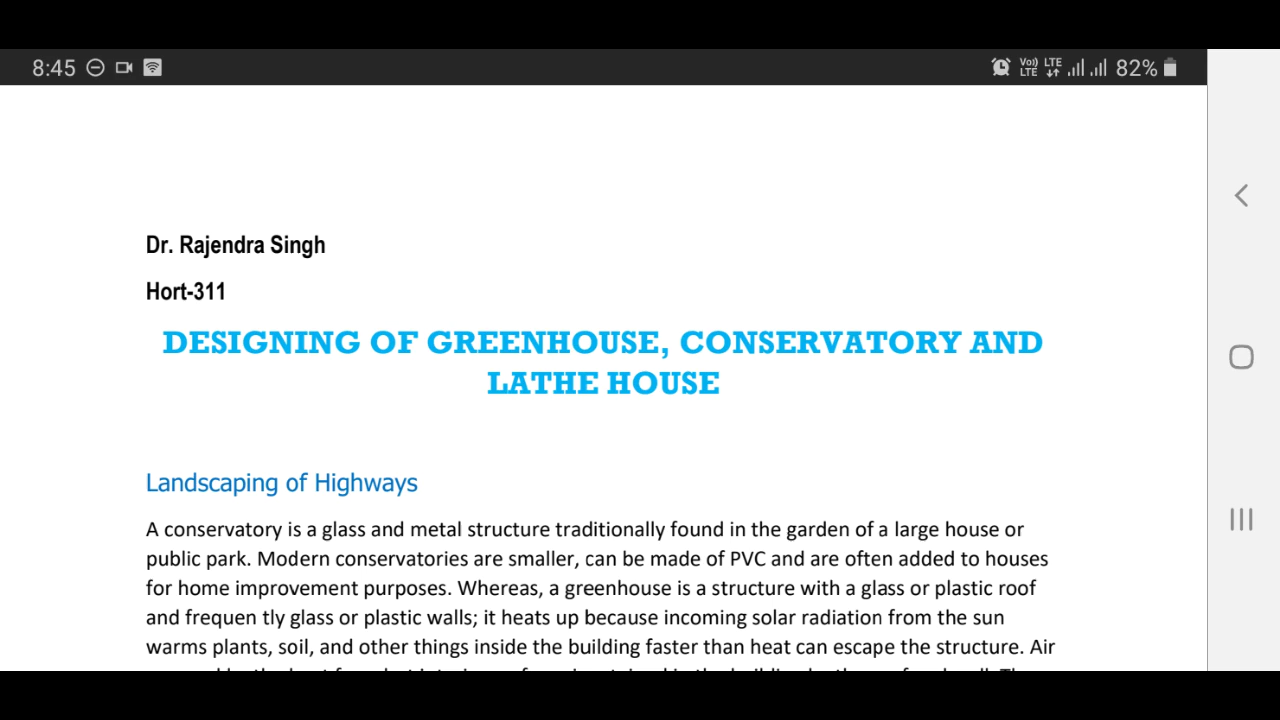 8:45
Vo)) LTE
LTE
82%
Dr. Rajendra Singh
Hort-311
DESIGNING OF GREENHOUSE, CONSERVATORY AND
LATHE HOUSE
Landscaping of Highways
A conservatory is a glass and metal structure traditionally found in the garden of a large house or
public park. Modern conservatories are smaller, can be made of PVC and are often added to houses
for home improvement purposes. Whereas, a greenhouse is a structure with a glass or plastic roof
and frequen tly glass or plastic walls; it heats up because incoming solar radiation from the sun
warms plants, soil, and other things inside the building faster than heat can escape the structure. Air